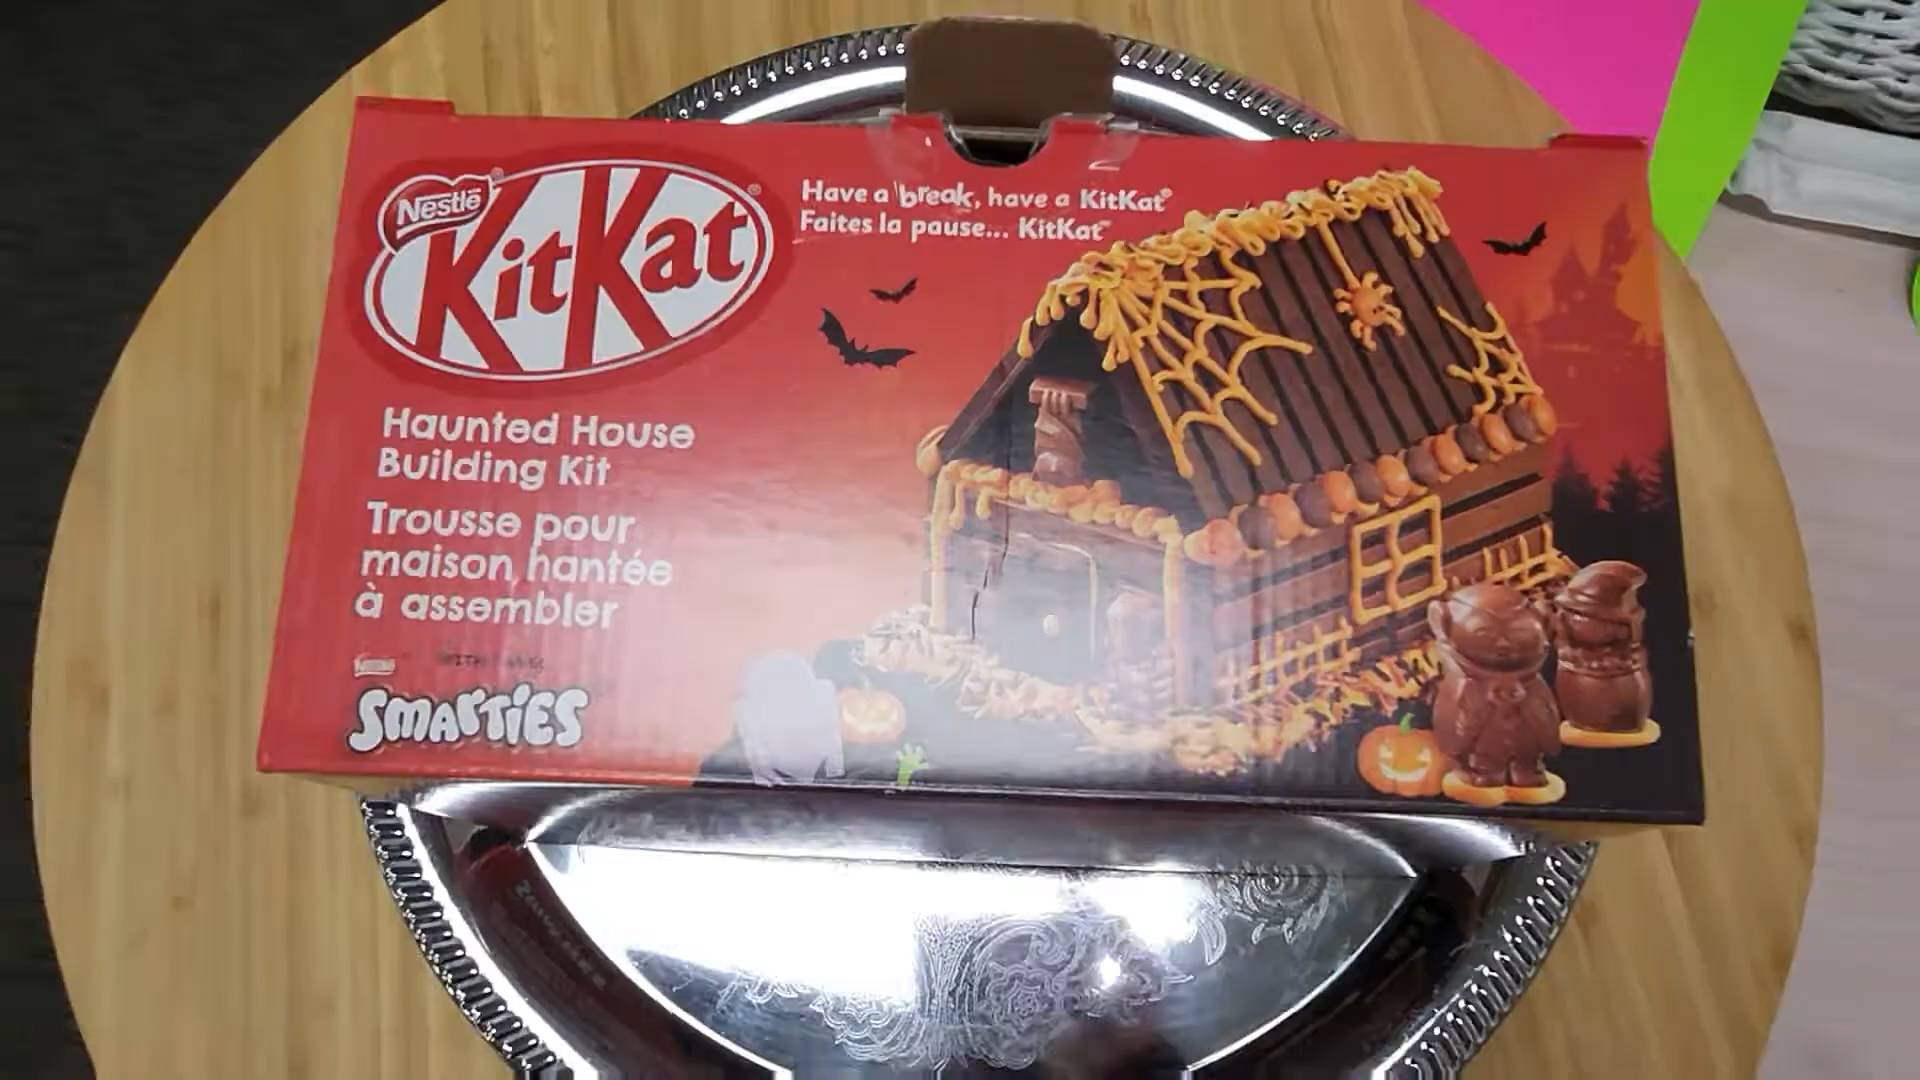 Nestlé
KitKat
Have a break, have a KitKat
Faites la pause... KitKat
Haunted House
Building Kit
Trousse pour
maison hantée
à assembler
Nestlé
SMARTIES